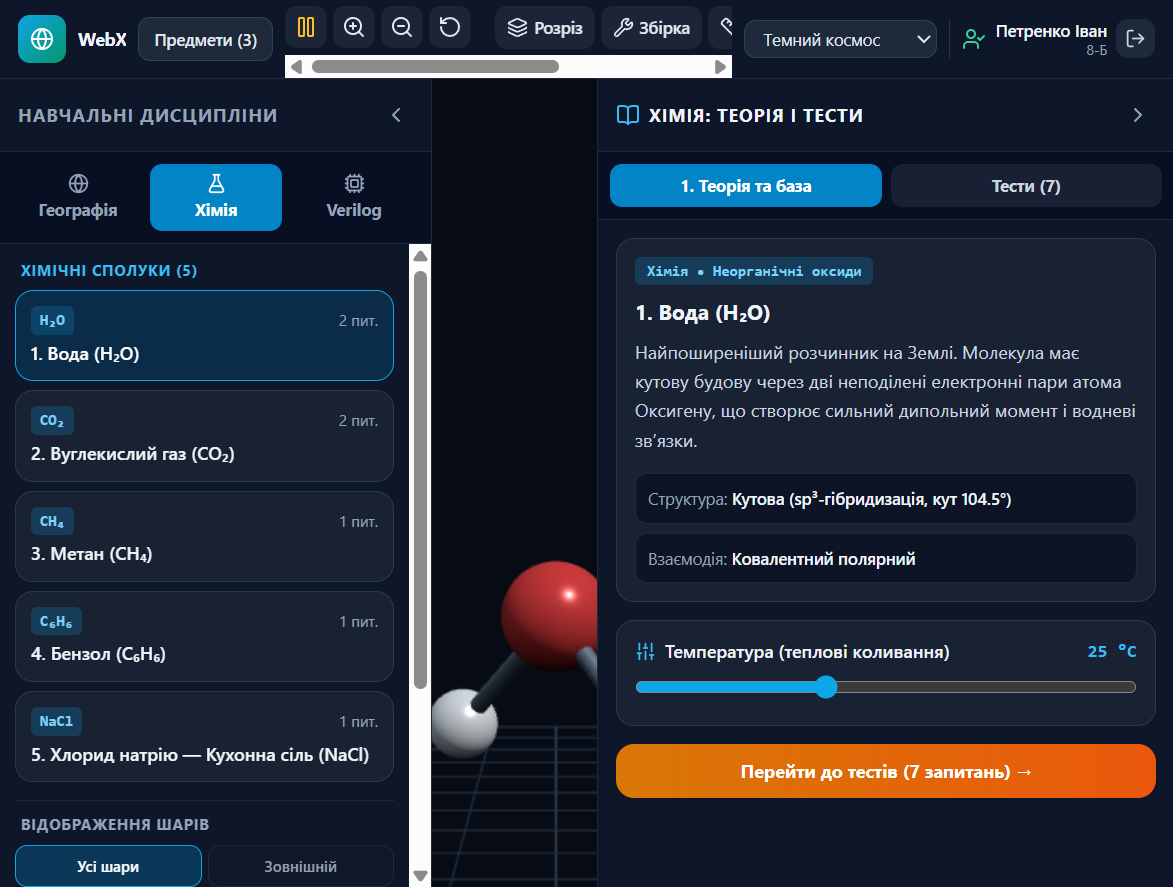 WebX
Предмети (3)
Розріз
Збірка
Темний космос
Петренко Іван
8-Б
НАВЧАЛЬНІ ДИСЦИПЛІНИ
Географія
Хімія
Verilog
ХІМІЧНІ СПОЛУКИ (5)
H₂O
2 пит.
1. Вода (H₂O)
CO₂
2 пит.
2. Вуглекислий газ (CO₂)
CH₄
1 пит.
3. Метан (CH₄)
C₆H₆
1 пит.
4. Бензол (C₆H₆)
NaCl
1 пит.
5. Хлорид натрію — Кухонна сіль (NaCl)
ВІДОБРАЖЕННЯ ШАРІВ
Усі шари
Зовнішній
ХІМІЯ: ТЕОРІЯ І ТЕСТИ
1. Теорія та база
Тести (7)
Хімія • Неорганічні оксиди
1. Вода (H₂O)
Найпоширеніший розчинник на Землі. Молекула має
кутову будову через дві неподілені електронні пари атома
Оксигену, що створює сильний дипольний момент і водневі
зв’язки.
Структура: Кутова (sp³-гібридизація, кут 104.5°)
Взаємодія: Ковалентний полярний
Температура (теплові коливання)
25 °C
Перейти до тестів (7 запитань) →